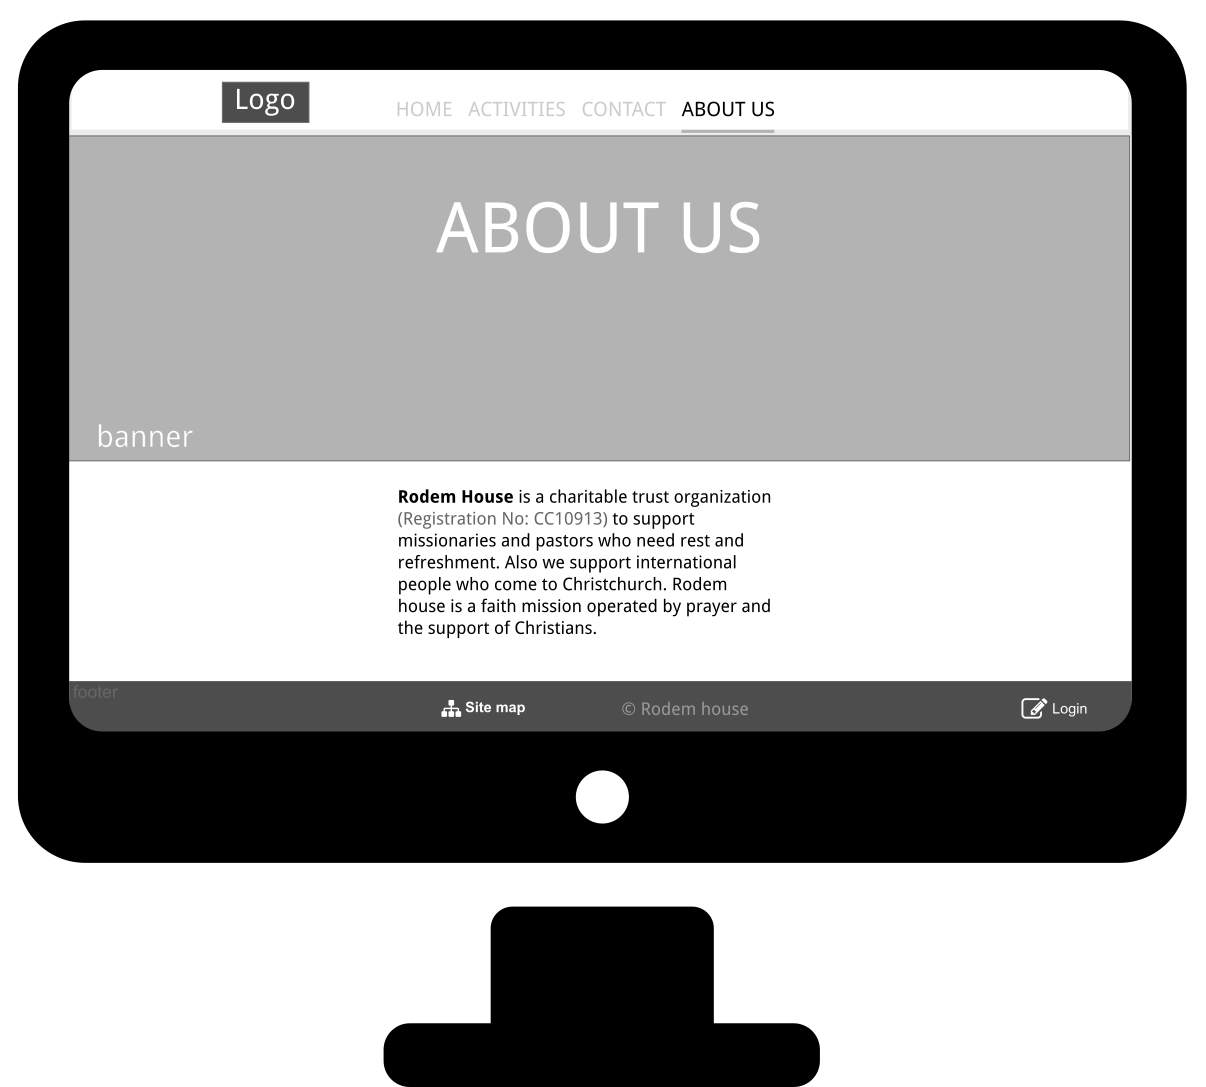 Logo
HOME ACTIVITIES CONTACT ABOUT US
ABOUT US
banner
Rodem House is a charitable trust organization
(Registration No: CC10913) to support
missionaries and pastors who need rest and
refreshment. Also we support international
people who come to Christchurch. Rodem
house is a faith mission operated by prayer and
the support of Christians.
footer
Site map © Rodem house Login